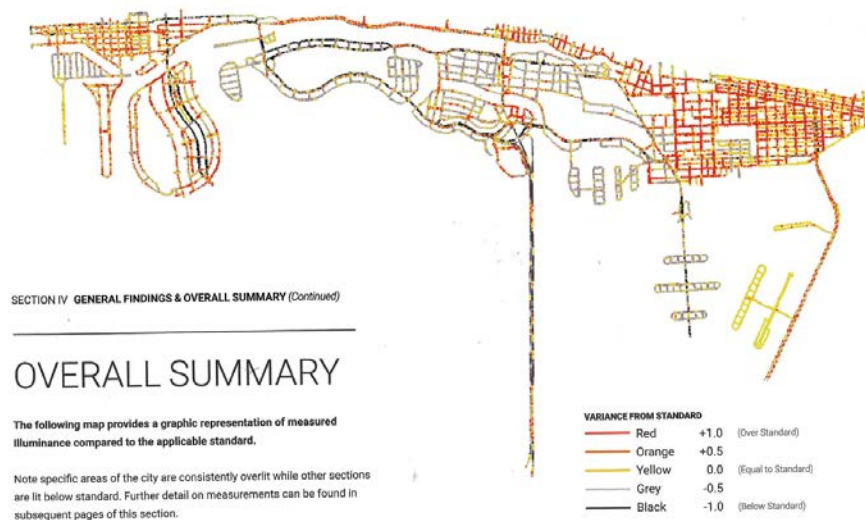 SECTION IV GENERAL FINDINGS & OVERALL SUMMARY (Continued)
OVERALL SUMMARY
The following map provides a graphic representation of measured
Illuminance compared to the applicable standard.
Note specific areas of the city are consistently overlit while other sections
are lit below standard. Further detail on measurements can be found in
subsequent pages of this section.
VARIANCE FROM STANDARD
Red +1.0 (Over Standard)
Orange +0.5
Yellow 0.0 (Equal to Standard)
Grey -0.5
Black -1.0 (Below Standard)